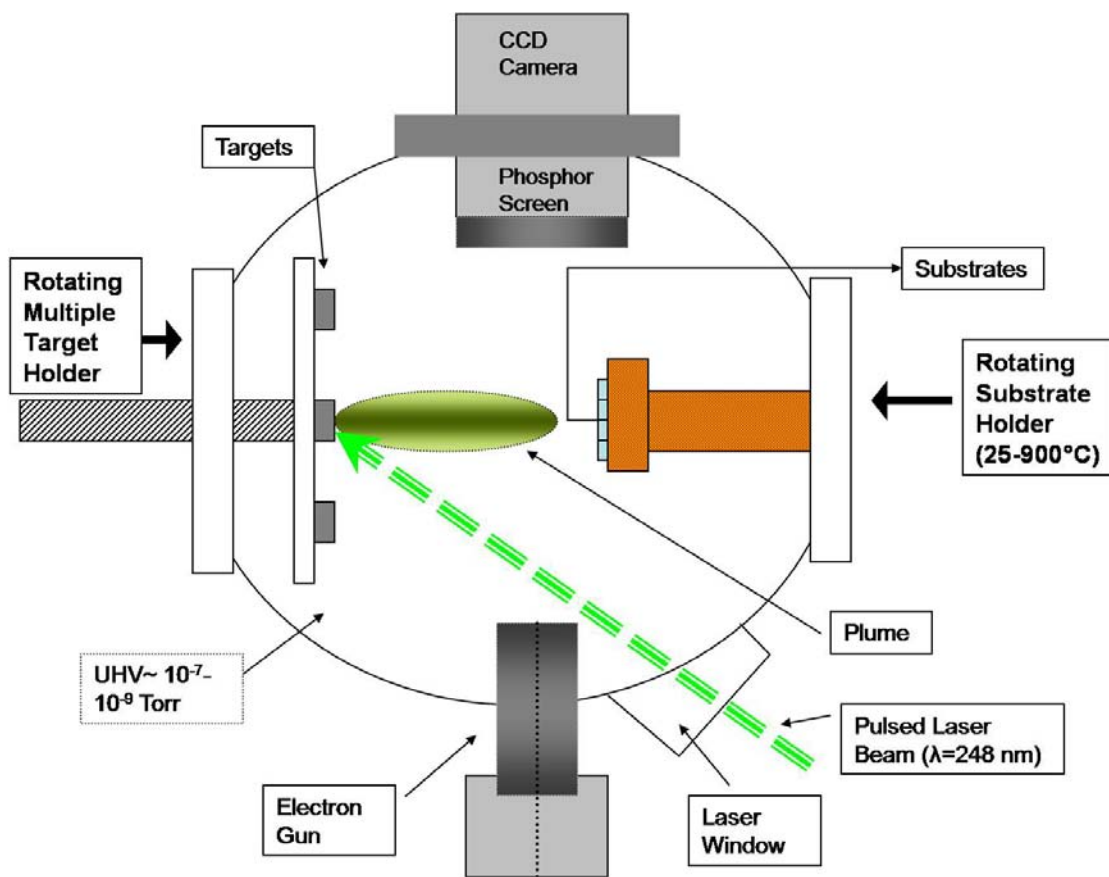 CCD
Camera
Targets
Phosphor
Screen
Rotating
Multiple
Target
Holder
Substrates
Rotating
Substrate
Holder
(25-900°C)
Plume
UHV~ 10⁻⁷-
10⁻⁹ Torr
Pulsed Laser
Beam (λ=248 nm)
Electron
Gun
Laser
Window